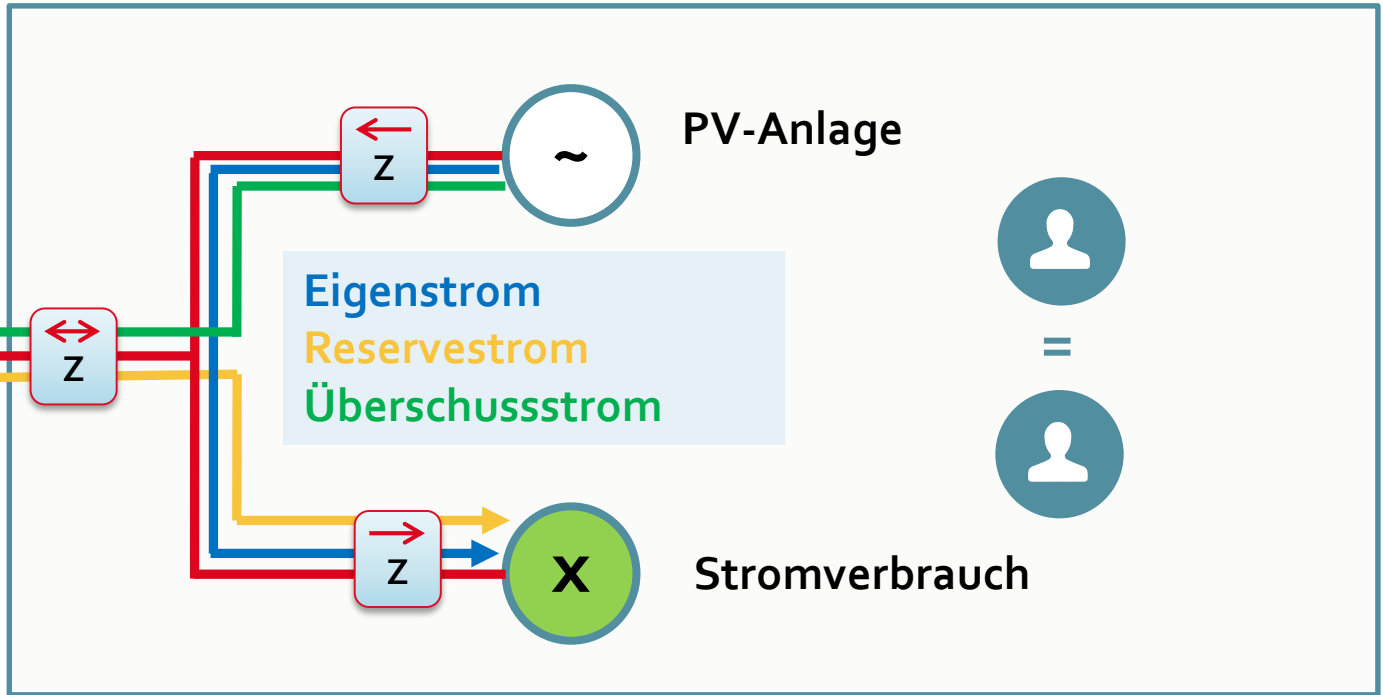 PV-Anlage
Z
~
Eigenstrom
Reservestrom
Überschussstrom
Z
=
Z
X
Stromverbrauch